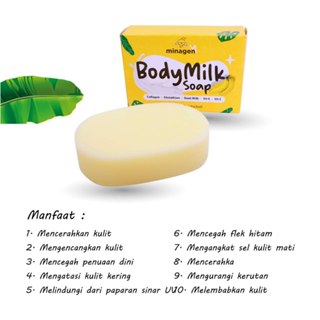 minagen
BodyMilk
Soap
Manfaat :
1. Mencerahkan kulit
2. Mengencangkan kulit
3. Mencegah penuaan dini
4. Mengatasi kulit kering
5. Melindungi dari paparan sinar UV
6. Mencegah flek hitam
7. Mengangkat sel kulit mati
8. Mencerahka
9. Mengurangi kerutan
10. Melembabkan kulit